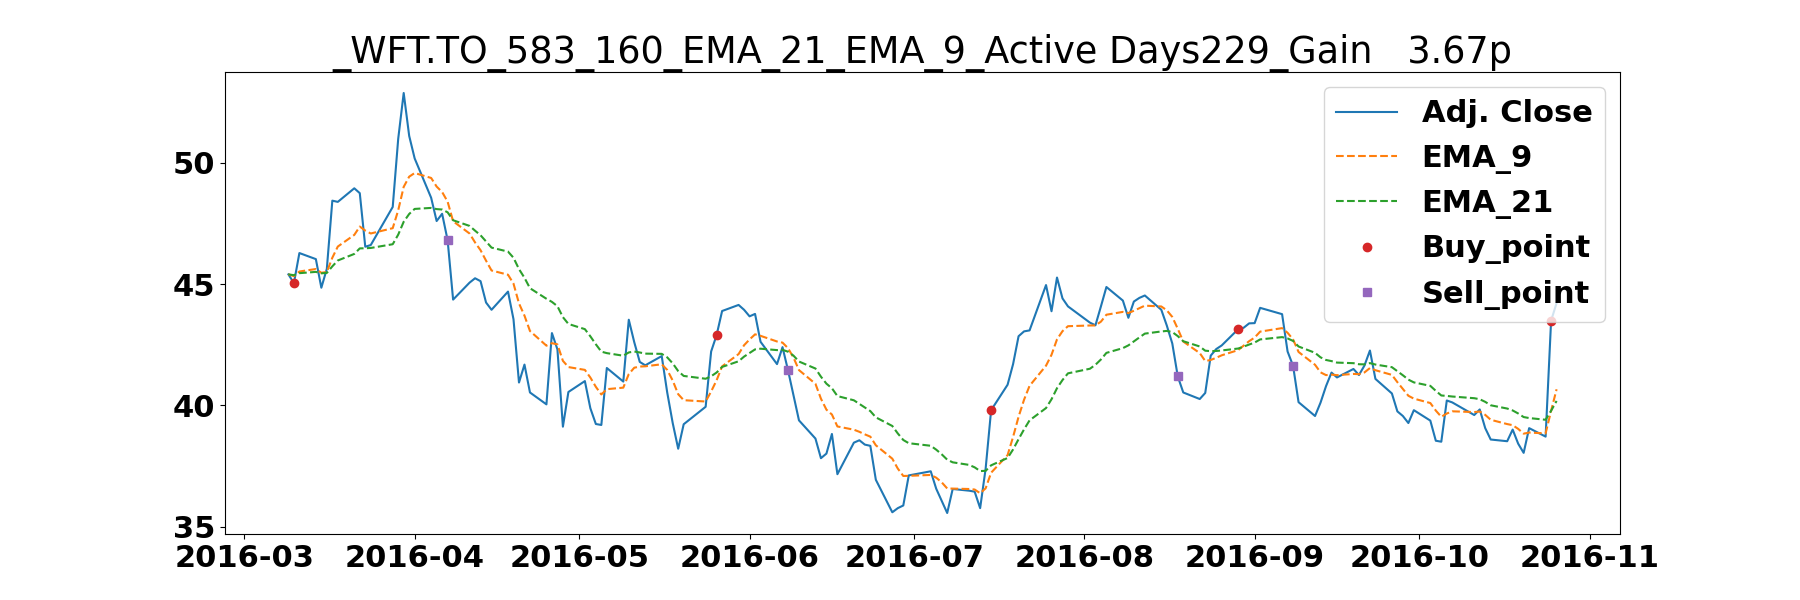 _WFT.TO_583_160_EMA_21_EMA_9_Active Days229_Gain   3.67p
Adj. Close
EMA_9
EMA_21
Buy_point
Sell_point
50
45
40
35
2016-03 2016-04 2016-05 2016-06 2016-07 2016-08 2016-09 2016-10 2016-11